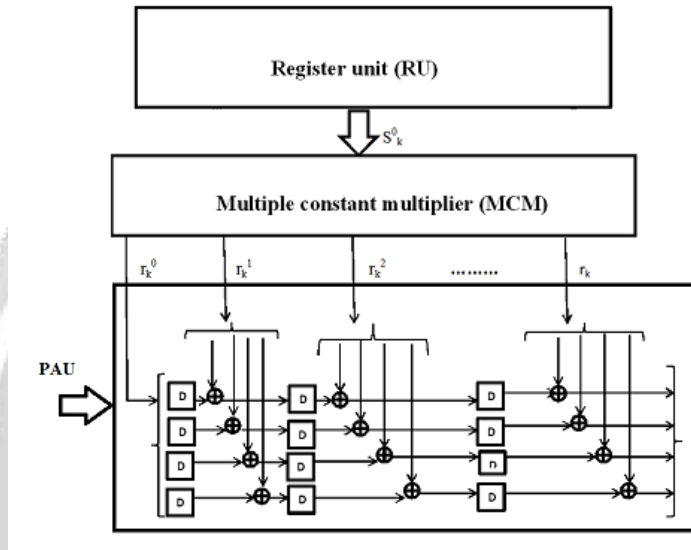 Register unit (RU)
S⁰ₖ
Multiple constant multiplier (MCM)
rₖ⁰ rₖ¹ rₖ² ......... rₖ
PAU
D D D
D D D
D D n
D D D